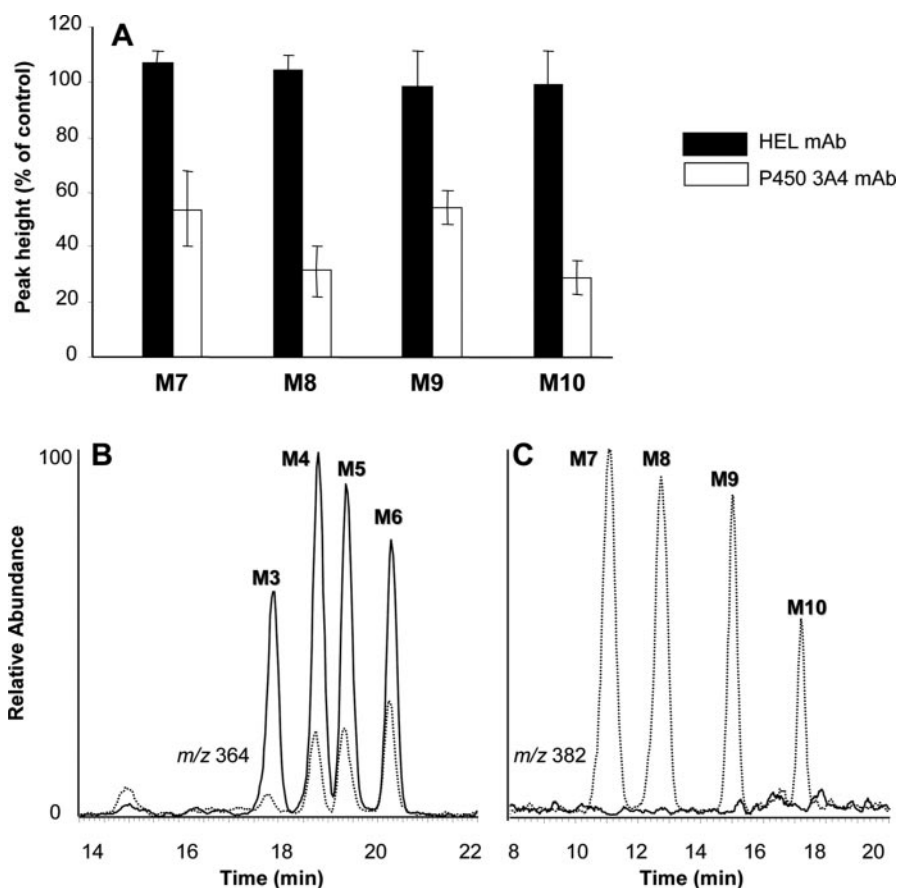 A
Peak height (% of control)
120
100
80
60
40
20
0
M7 M8 M9 M10
HEL mAb
P450 3A4 mAb
B
Relative Abundance
100
0
M3
M4
M5
M6
m/z 364
14 16 18 20 22
Time (min)
C
M7
M8
M9
M10
m/z 382
8 10 12 14 16 18 20
Time (min)